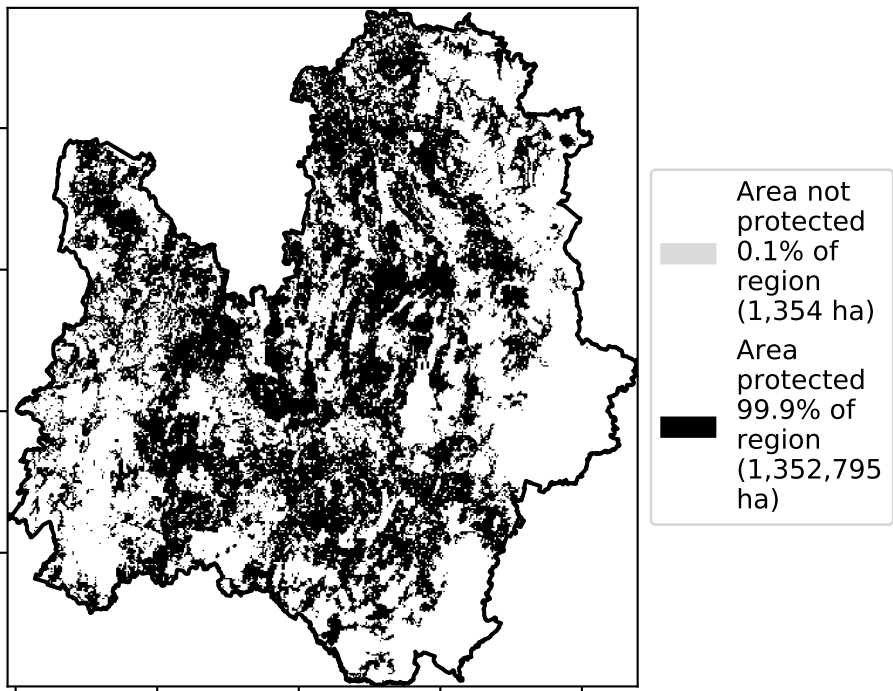 Area not
protected
0.1% of
region
(1,354 ha)
Area
protected
99.9% of
region
(1,352,795
ha)